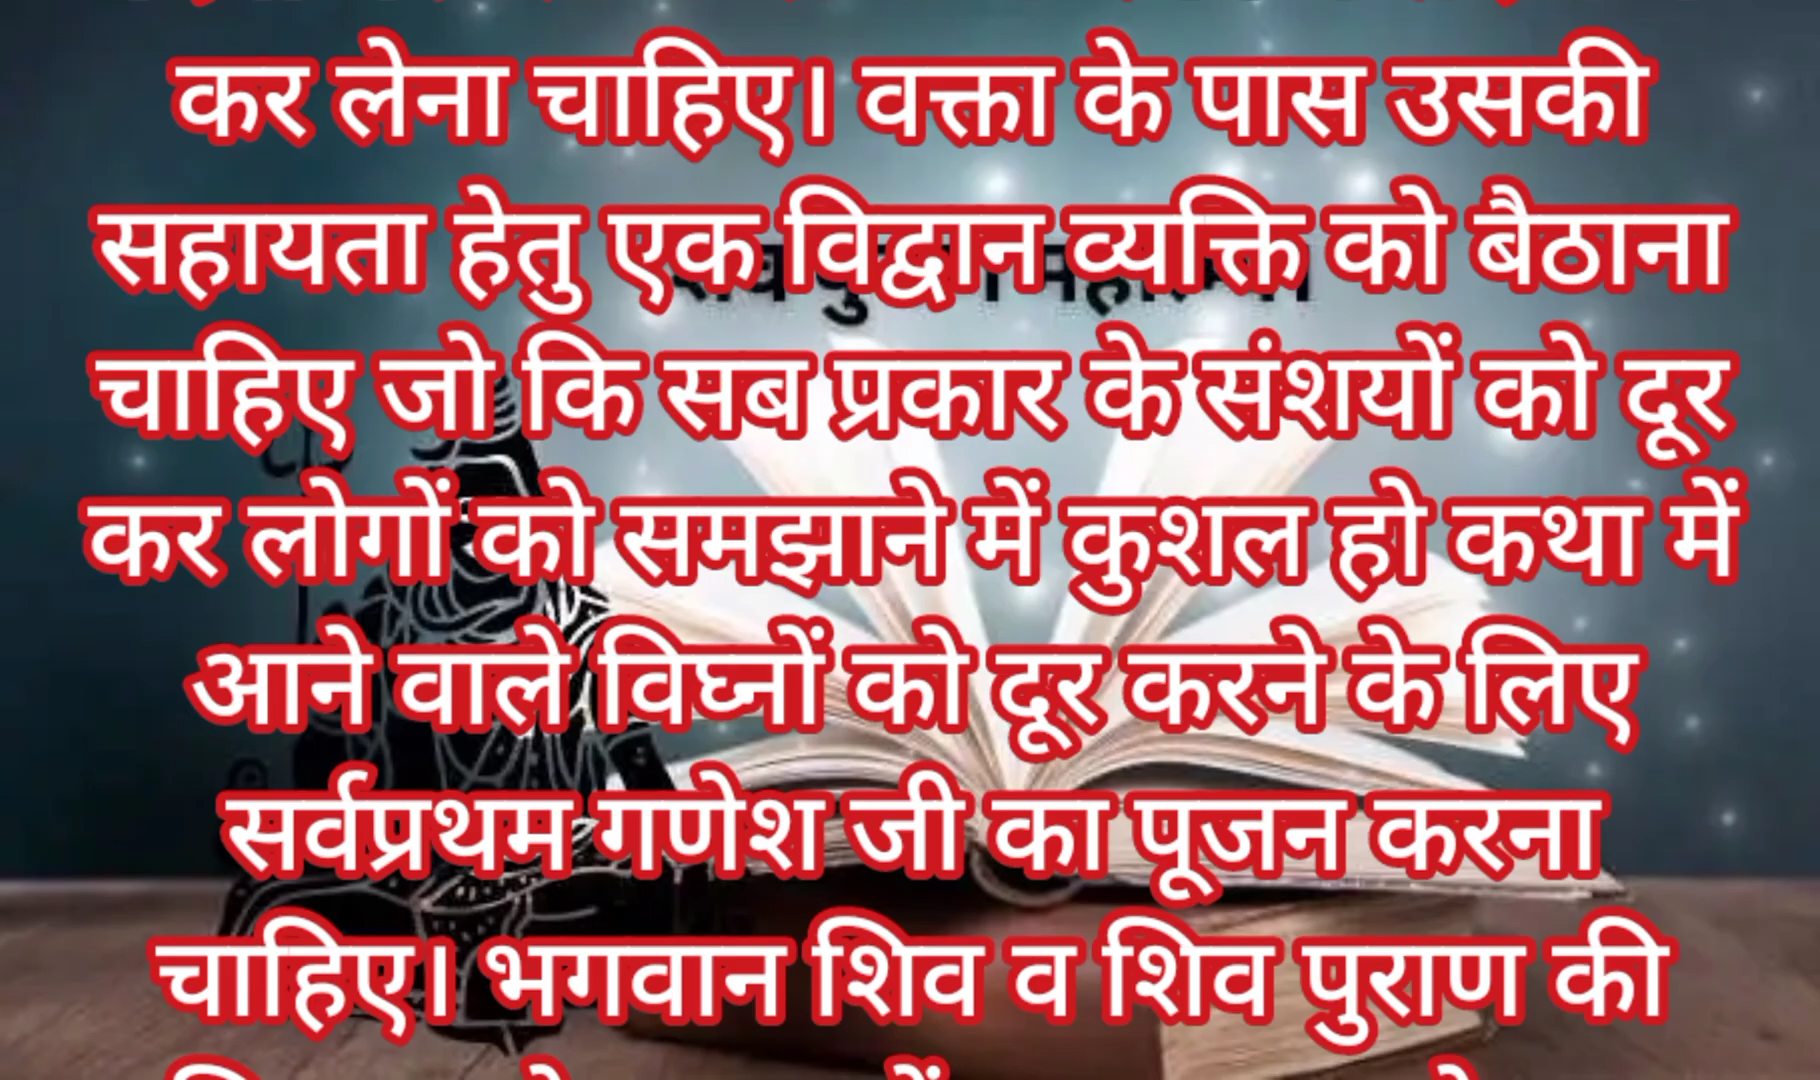 कर लेना चाहिए। वक्ता के पास उसकी
सहायता हेतु एक विद्वान व्यक्ति को बैठाना
चाहिए जो कि सब प्रकार के संशयों को दूर
कर लोगों को समझाने में कुशल हो कथा में
आने वाले विघ्नों को दूर करने के लिए
सर्वप्रथम गणेश जी का पूजन करना
चाहिए। भगवान शिव व शिव पुराण की